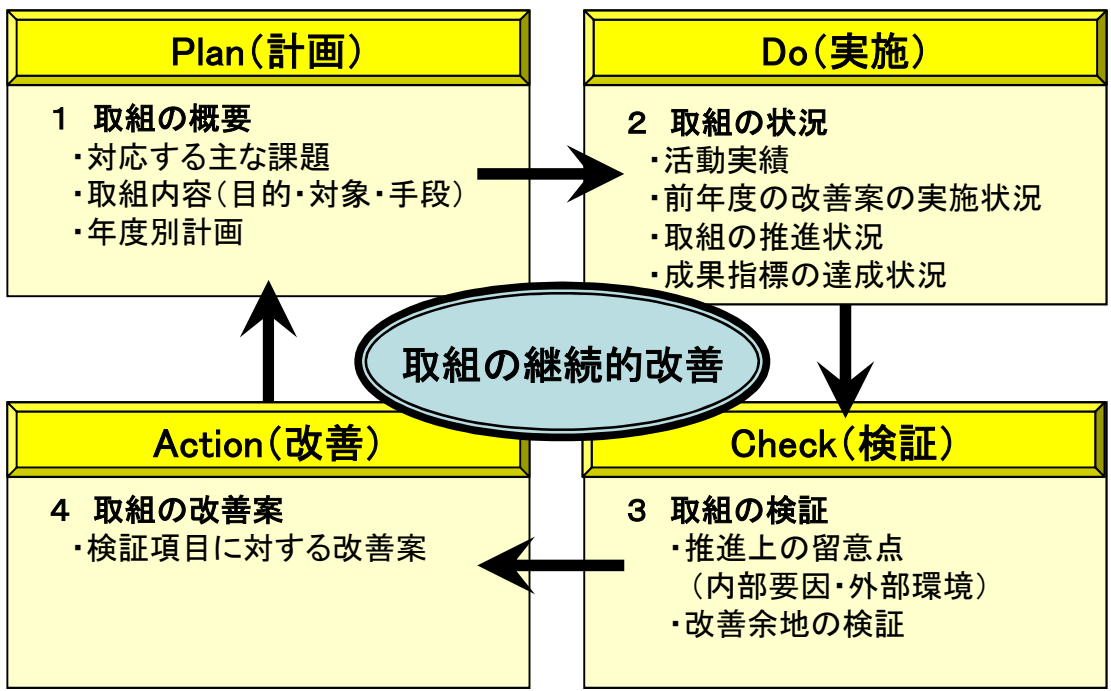 Plan(計画)
1 取組の概要
・対応する主な課題
・取組内容(目的・対象・手段)
・年度別計画
Do(実施)
2 取組の状況
・活動実績
・前年度の改善案の実施状況
・取組の推進状況
・成果指標の達成状況
取組の継続的改善
Action(改善)
4 取組の改善案
・検証項目に対する改善案
Check(検証)
3 取組の検証
・推進上の留意点
(内部要因・外部環境)
・改善余地の検証